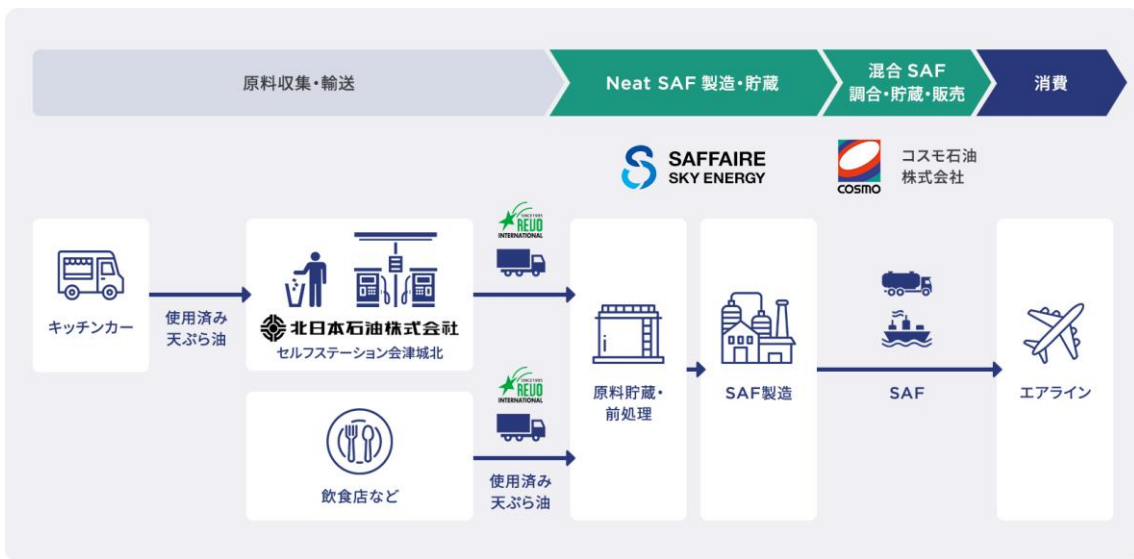 原料収集・輸送
Neat SAF 製造・貯蔵
混合 SAF
調合・貯蔵・販売
消費
SAFFAIRE
SKY ENERGY
COSMO
コスモ石油
株式会社
キッチンカー
使用済み
天ぷら油
北日本石油株式会社
セルフステーション会津城北
REVO
INTERNATIONAL
原料貯蔵・
前処理
SAF製造
SAF
エアライン
飲食店など
REVO
INTERNATIONAL
使用済み
天ぷら油